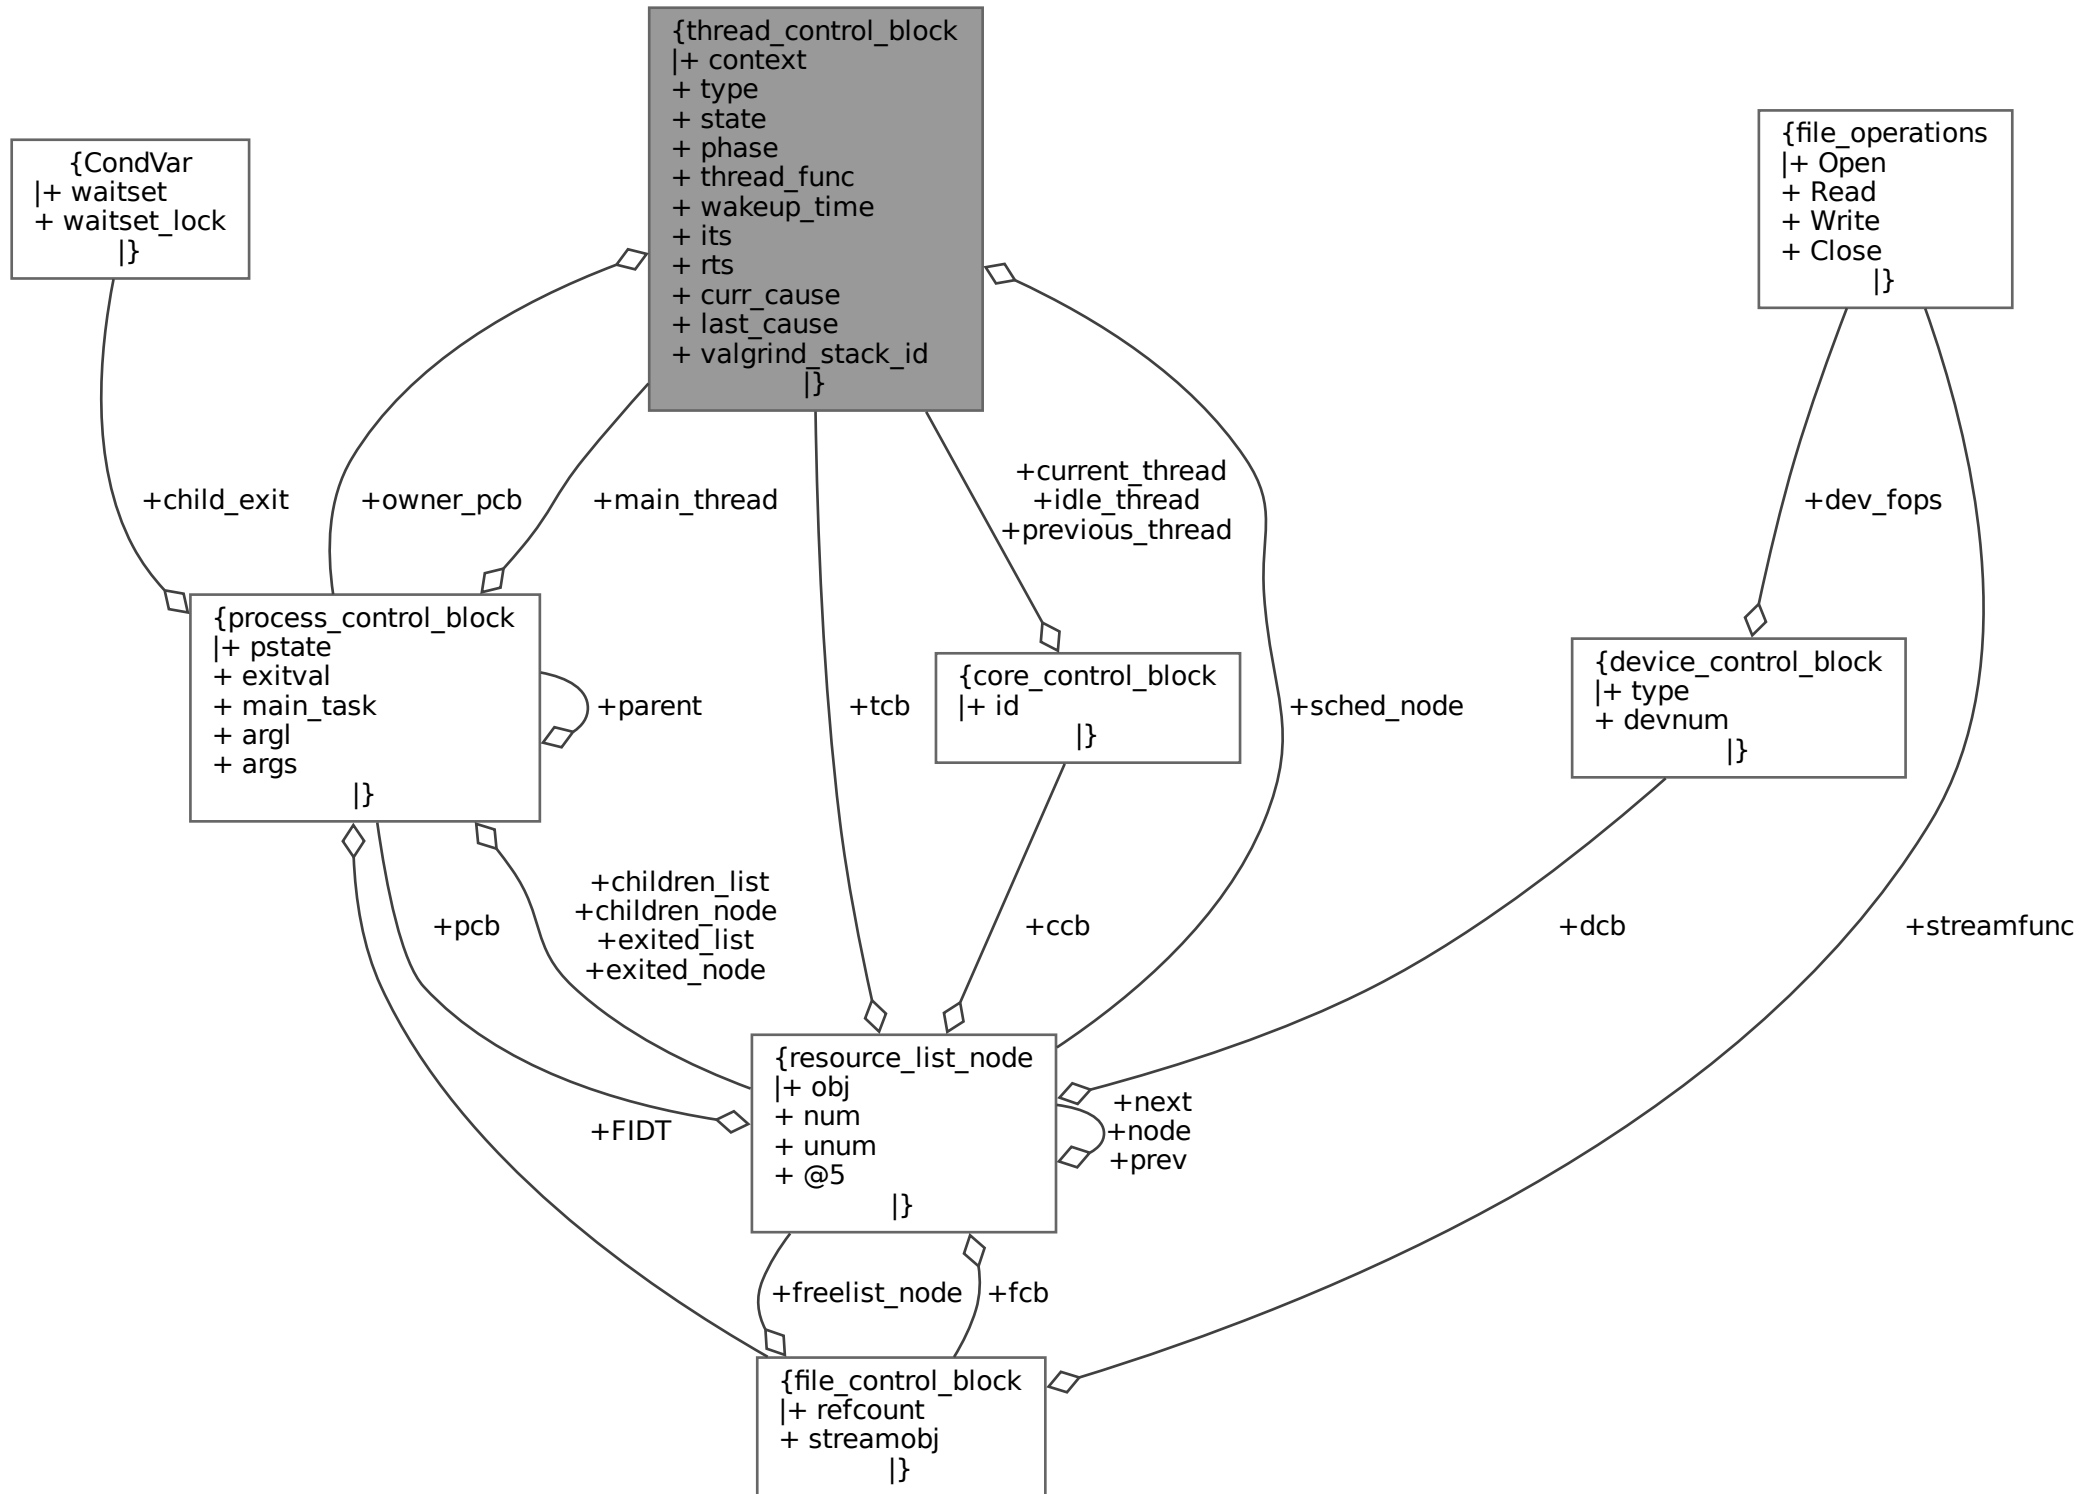 {thread_control_block
|+ context
+ type
+ state
+ phase
+ thread_func
+ wakeup_time
+ its
+ rts
+ curr_cause
+ last_cause
+ valgrind_stack_id
|}
{CondVar
|+ waitset
+ waitset_lock
|}
{file_operations
|+ Open
+ Read
+ Write
+ Close
|}
+child_exit
+owner_pcb
+main_thread
+current_thread
+idle_thread
+previous_thread
+dev_fops
{process_control_block
|+ pstate
+ exitval
+ main_task
+ argl
+ args
|}
+parent
+tcb
{core_control_block
|+ id
|}
+sched_node
{device_control_block
|+ type
+ devnum
|}
+pcb
+children_list
+children_node
+exited_list
+exited_node
+ccb
+dcb
+streamfunc
+FIDT
{resource_list_node
|+ obj
+ num
+ unum
+ @5
|}
+next
+node
+prev
+freelist_node
+fcb
{file_control_block
|+ refcount
+ streamobj
|}